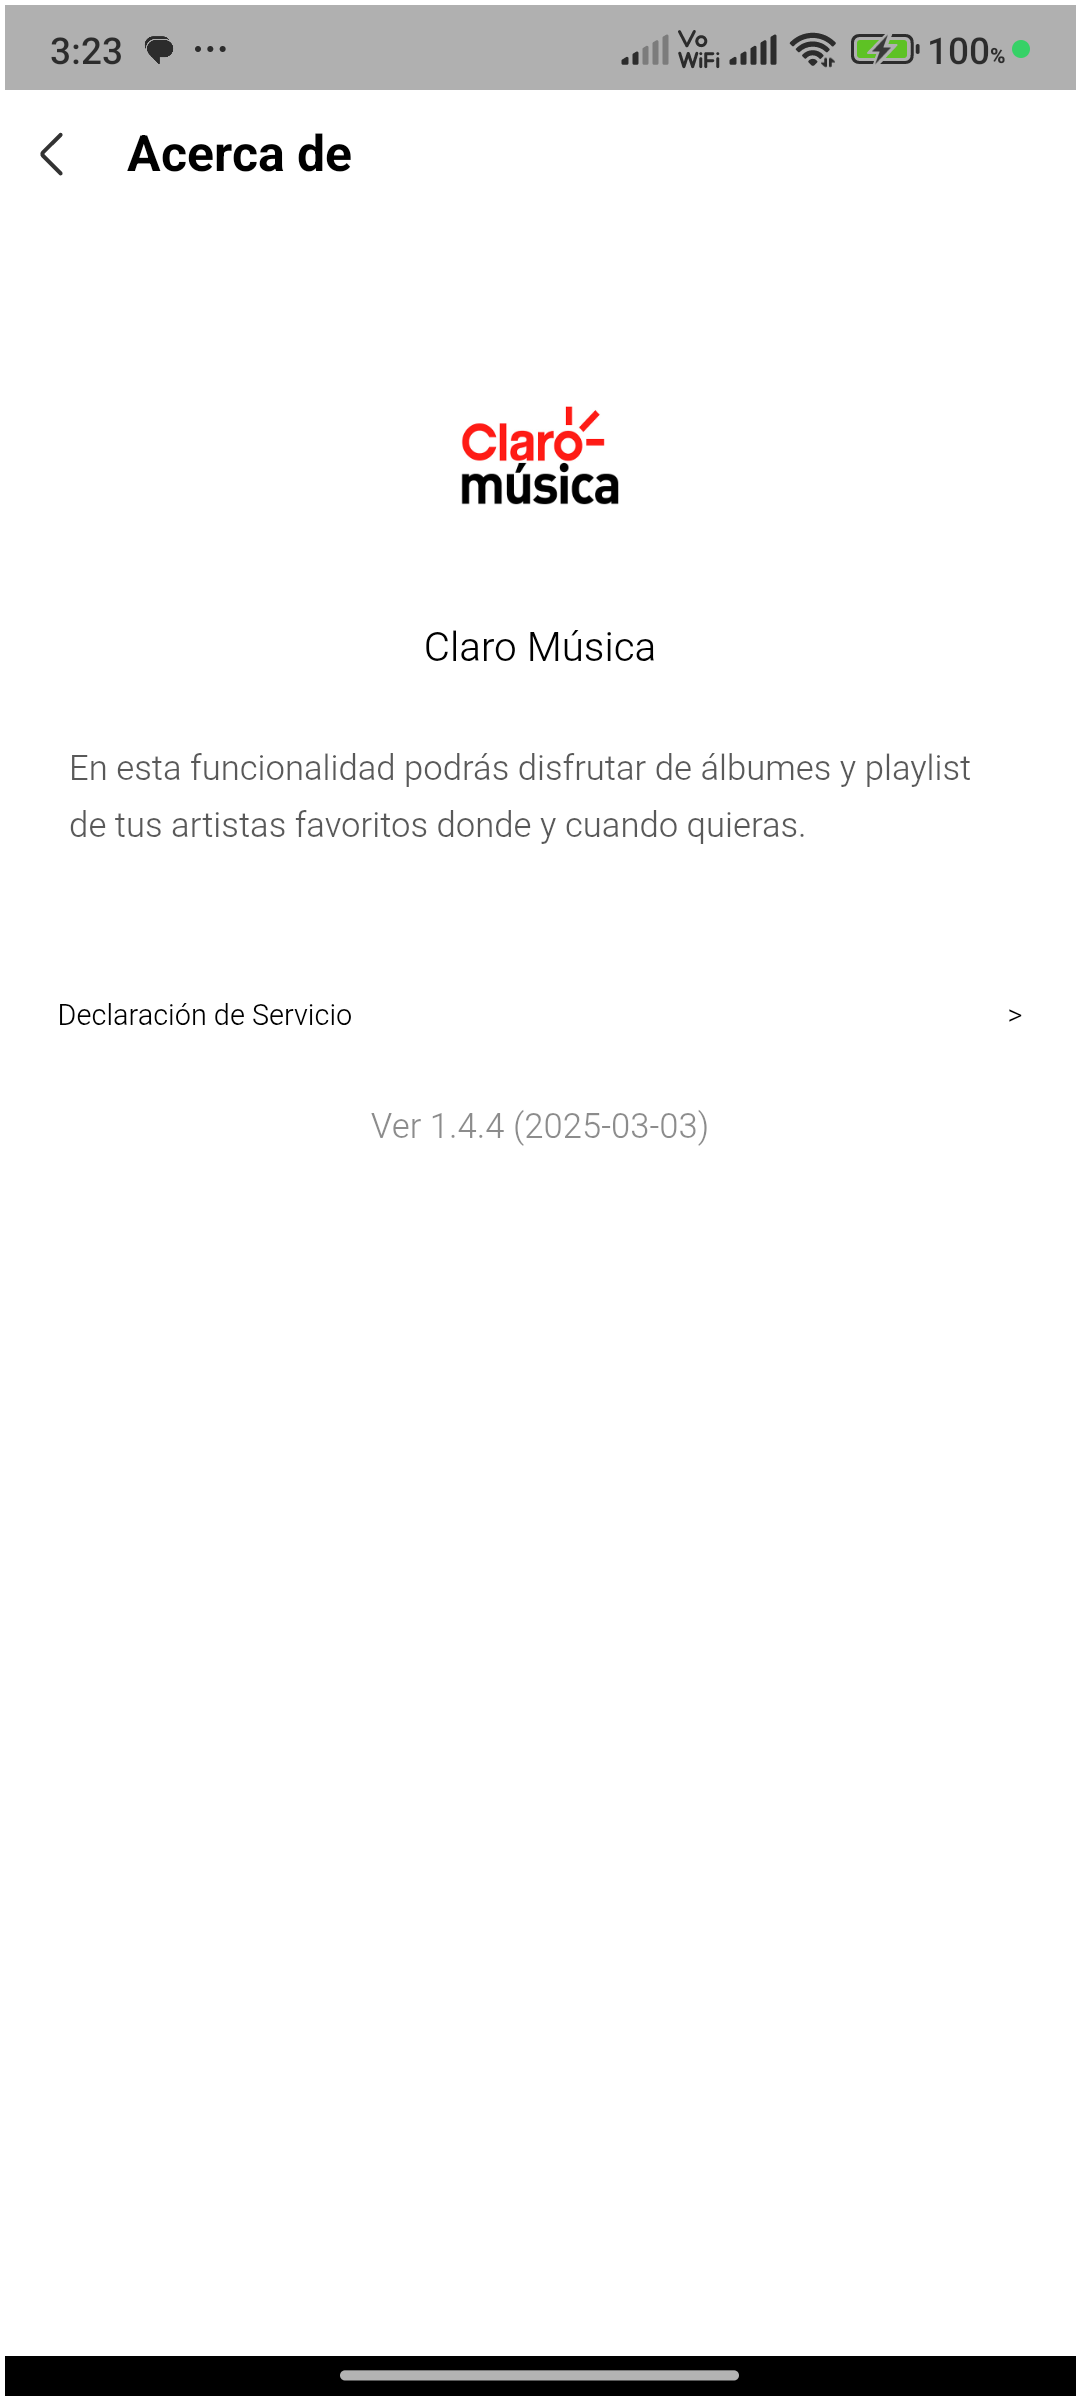 3:23
Vo
WiFi
100%
Acerca de
Claro
música
Claro Música
En esta funcionalidad podrás disfrutar de álbumes y playlist
de tus artistas favoritos donde y cuando quieras.
Declaración de Servicio >
Ver 1.4.4 (2025-03-03)